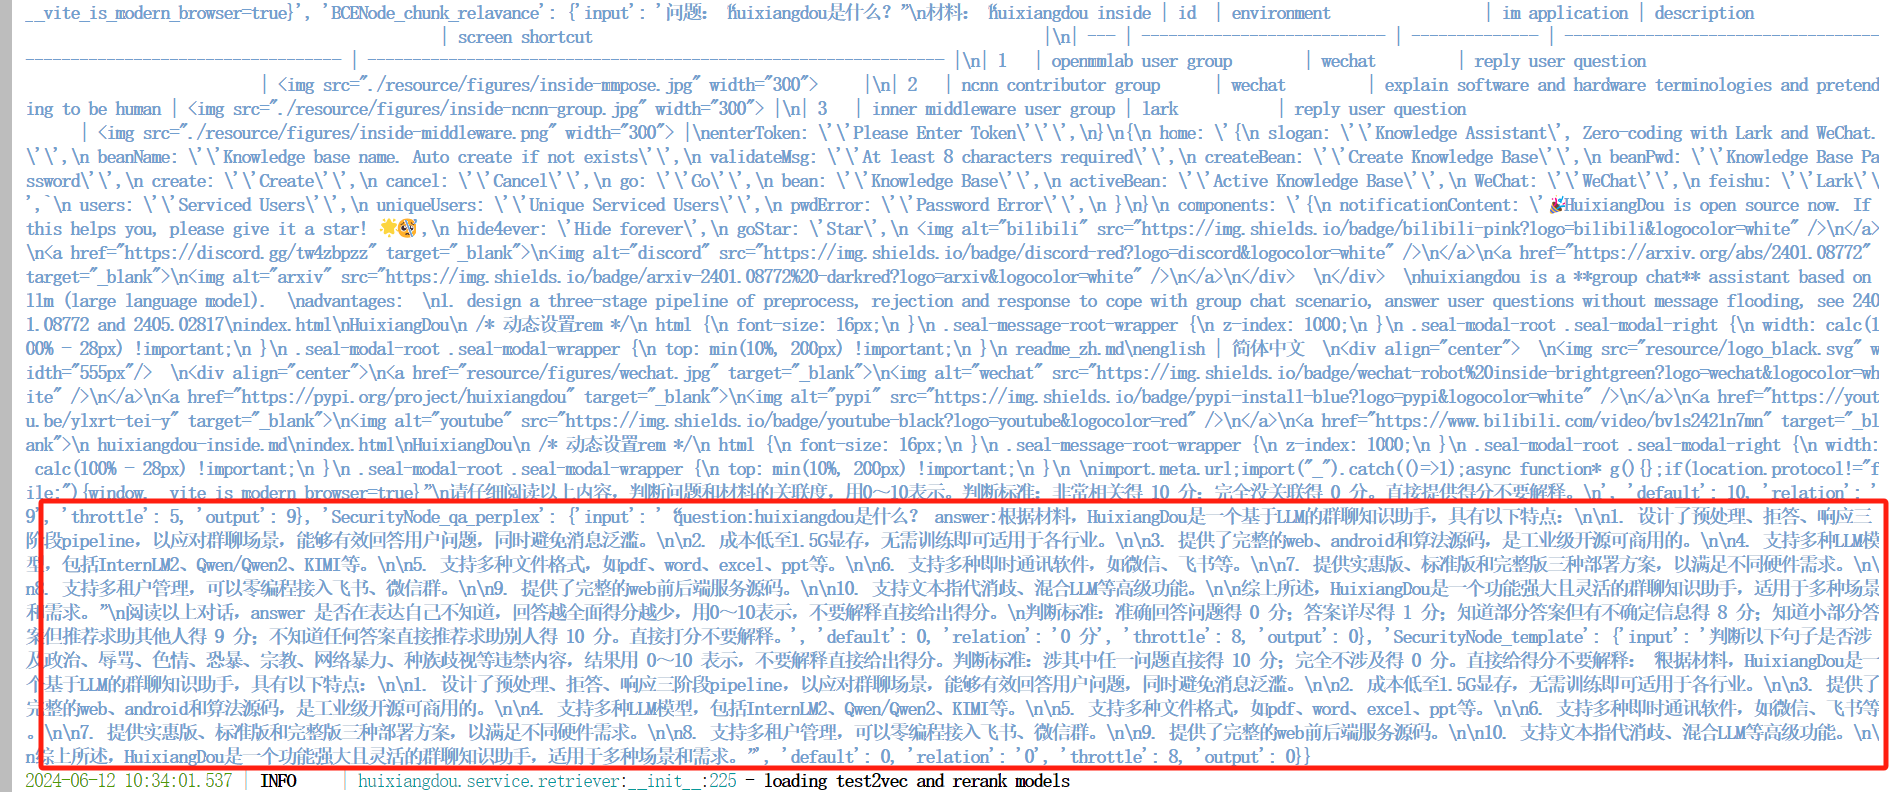 __vite_is_modern_browser=true}', 'BCENode_chunk_relavance': {'input': '问题： “huixiangdou是什么？”\n材料： “huixiangdou inside | id | environment | im application | description
| screen shortcut |\n| --- | --------------------------- | -------------- | -----------------------------------
----------------------------------- | ---------------------------------------------------------------- |\n| 1 | openmmlab user group | wechat | reply user question
| <img src="./resource/figures/inside-mmpose.jpg" width="300"> |\n| 2 | ncnn contributor group | wechat | explain software and hardware terminologies and pretend
ing to be human | <img src="./resource/figures/inside-ncnn-group.jpg" width="300"> |\n| 3 | inner middleware user group | lark | reply user question
| <img src="./resource/figures/inside-middleware.png" width="300"> |\nenterToken: \'\'Please Enter Token\'\'\',\n}\n{\n home: \'{\n slogan: \'\'Knowledge Assistant\', Zero-coding with Lark and WeChat.
\'\',\n beanName: \'\'Knowledge base name. Auto create if not exists\'\',\n validateMsg: \'\'At least 8 characters required\'\',\n createBean: \'\'Create Knowledge Base\'\',\n beanPwd: \'\'Knowledge Base Pa
ssword\'\',\n create: \'\'Create\'\',\n cancel: \'\'Cancel\'\',\n go: \'\'Go\'\',\n bean: \'\'Knowledge Base\'\',\n activeBean: \'\'Active Knowledge Base\'\',\n WeChat: \'\'WeChat\'\',\n feishu: \'\'Lark\'\
',`\n users: \'\'Serviced Users\'\',\n uniqueUsers: \'\'Unique Serviced Users\'\',\n pwdError: \'\'Password Error\'\',\n }\n}\n components: \'{\n notificationContent: \'🎉HuixiangDou is open source now. If
this helps you, please give it a star! 🌟🥰',\n hide4ever: \'Hide forever\',\n goStar: \'Star\',\n <img alt="bilibili" src="https://img.shields.io/badge/bilibili-pink?logo=bilibili&logocolor=white" />\n</a>
\n<a href="https://discord.gg/tw4zbpzz" target="_blank">\n<img alt="discord" src="https://img.shields.io/badge/discord-red?logo=discord&logocolor=white" />\n</a>\n<a href="https://arxiv.org/abs/2401.08772"
target="_blank">\n<img alt="arxiv" src="https://img.shields.io/badge/arxiv-2401.08772%20-darkred?logo=arxiv&logocolor=white" />\n</a>\n</div> \n</div> \nhuixiangdou is a **group chat** assistant based on
llm (large language model). \nadvantages: \n1. design a three-stage pipeline of preprocess, rejection and response to cope with group chat scenario, answer user questions without message flooding, see 240
1.08772 and 2405.02817\nindex.html\nHuixiangDou\n /* 动态设置rem */\n html {\n font-size: 16px;\n }\n .seal-message-root-wrapper {\n z-index: 1000;\n }\n .seal-modal-root .seal-modal-right {\n width: calc(1
00% - 28px) !important;\n }\n .seal-modal-root .seal-modal-wrapper {\n top: min(10%, 200px) !important;\n }\n readme_zh.md\nenglish | 简体中文 \n<div align="center"> \n<img src="resource/logo_black.svg" w
idth="555px"/> \n<div align="center">\n<a href="resource/figures/wechat.jpg" target="_blank">\n<img alt="wechat" src="https://img.shields.io/badge/wechat-robot%20inside-brightgreen?logo=wechat&logocolor=wh
ite" />\n</a>\n<a href="https://pypi.org/project/huixiangdou" target="_blank">\n<img alt="pypi" src="https://img.shields.io/badge/pypi-install-blue?logo=pypi&logocolor=white" />\n</a>\n<a href="https://yout
u.be/ylxrt-tei-y" target="_blank">\n<img alt="youtube" src="https://img.shields.io/badge/youtube-black?logo=youtube&logocolor=red" />\n</a>\n<a href="https://www.bilibili.com/video/bv1s2421n7mn" target="_bl
ank">\n huixiangdou-inside.md\nindex.html\nHuixiangDou\n /* 动态设置rem */\n html {\n font-size: 16px;\n }\n .seal-message-root-wrapper {\n z-index: 1000;\n }\n .seal-modal-root .seal-modal-right {\n width:
calc(100% - 28px) !important;\n }\n .seal-modal-root .seal-modal-wrapper {\n top: min(10%, 200px) !important;\n }\n \nimport.meta.url;import("_").catch(()=>1);async function* g(){};if(location.protocol!="f
ile:"){window.__vite_is_modern_browser=true}”\n请仔细阅读以上内容，判断问题和材料的关联度，用0～10表示。判断标准：非常相关得 10 分；完全没关联得 0 分。直接提供得分不要解释。\n', 'default': 10, 'relation': '
9', 'throttle': 5, 'output': 9}, 'SecurityNode_qa_perplex': {'input': ' “question:huixiangdou是什么？ answer:根据材料，HuixiangDou是一个基于LLM的群聊知识助手，具有以下特点：\n\n1. 设计了预处理、拒答、响应三
阶段pipeline，以应对群聊场景，能够有效回答用户问题，同时避免消息泛滥。\n\n2. 成本低至1.5G显存，无需训练即可适用于各行业。\n\n3. 提供了完整的web、android和算法源码，是工业级开源可商用的。\n\n4. 支持多种LLM模
型，包括InternLM2、Qwen/Qwen2、KIMI等。\n\n5. 支持多种文件格式，如pdf、word、excel、ppt等。\n\n6. 支持多种即时通讯软件，如微信、飞书等。\n\n7. 提供实惠版、标准版和完整版三种部署方案，以满足不同硬件需求。\n\
n8. 支持多租户管理，可以零编程接入飞书、微信群。\n\n9. 提供了完整的web前后端服务源码。\n\n10. 支持文本指代消歧、混合LLM等高级功能。\n\n综上所述，HuixiangDou是一个功能强大且灵活的群聊知识助手，适用于多种场景
和需求。”\n阅读以上对话，answer 是否在表达自己不知道，回答越全面得分越少，用0～10表示，不要解释直接给出得分。\n判断标准：准确回答问题得 0 分；答案详尽得 1 分；知道部分答案但有不确定信息得 8 分；知道小部分答
案但推荐求助其他人得 9 分；不知道任何答案直接推荐求助别人得 10 分。直接打分不要解释。', 'default': 0, 'relation': '0 分', 'throttle': 8, 'output': 0}, 'SecurityNode_template': {'input': '判断以下句子是否涉
及政治、辱骂、色情、恐暴、宗教、网络暴力、种族歧视等违禁内容，结果用 0～10 表示，不要解释直接给出得分。判断标准：涉其中任一问题直接得 10 分；完全不涉及得 0 分。直接给得分不要解释： “根据材料，HuixiangDou是一
个基于LLM的群聊知识助手，具有以下特点：\n\n1. 设计了预处理、拒答、响应三阶段pipeline，以应对群聊场景，能够有效回答用户问题，同时避免消息泛滥。\n\n2. 成本低至1.5G显存，无需训练即可适用于各行业。\n\n3. 提供了
完整的web、android和算法源码，是工业级开源可商用的。\n\n4. 支持多种LLM模型，包括InternLM2、Qwen/Qwen2、KIMI等。\n\n5. 支持多种文件格式，如pdf、word、excel、ppt等。\n\n6. 支持多种即时通讯软件，如微信、飞书等
。\n\n7. 提供实惠版、标准版和完整版三种部署方案，以满足不同硬件需求。\n\n8. 支持多租户管理，可以零编程接入飞书、微信群。\n\n9. 提供了完整的web前后端服务源码。\n\n10. 支持文本指代消歧、混合LLM等高级功能。\n\
n综上所述，HuixiangDou是一个功能强大且灵活的群聊知识助手，适用于多种场景和需求。”', 'default': 0, 'relation': '0', 'throttle': 8, 'output': 0}}
2024-06-12 10:34:01.537 | INFO | huixiangdou.service.retriever:__init__:225 - loading test2vec and rerank models